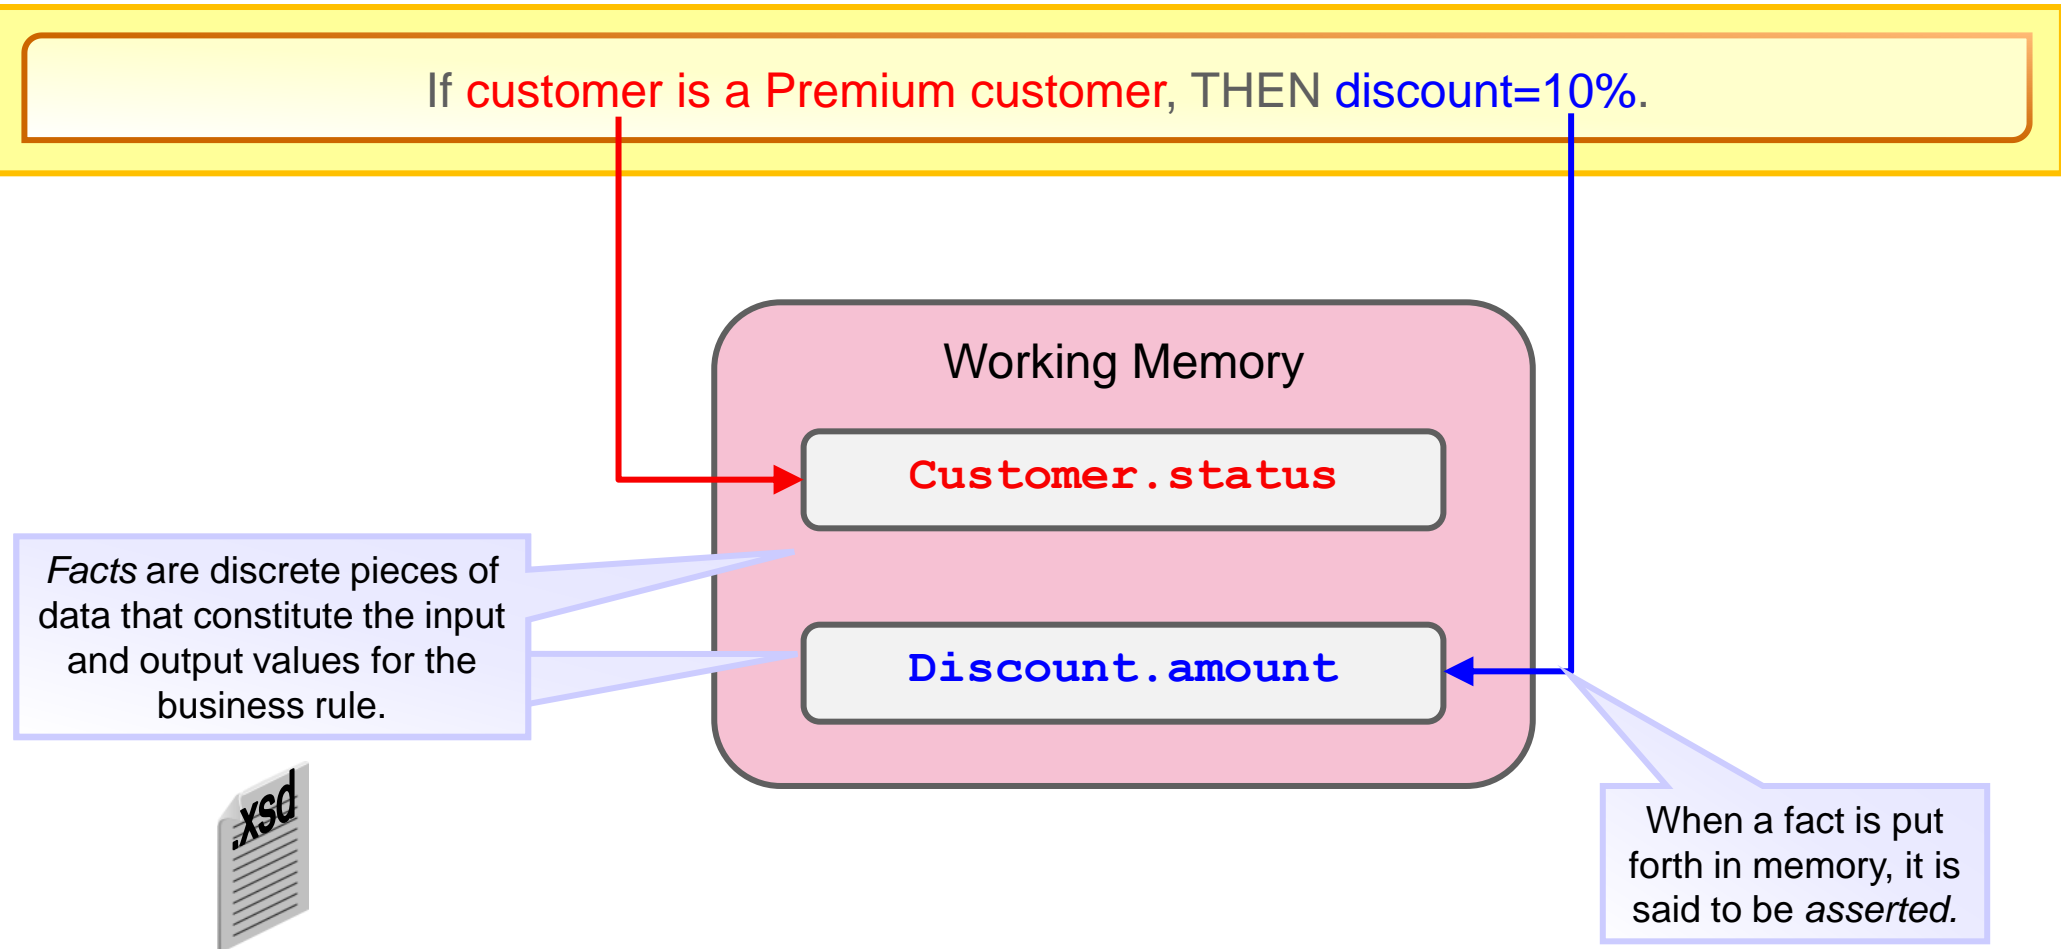 If customer is a Premium customer, THEN discount=10%.
Working Memory
Customer.status
Facts are discrete pieces of
data that constitute the input
and output values for the
business rule.
Discount.amount
.xsd
When a fact is put
forth in memory, it is
said to be asserted.